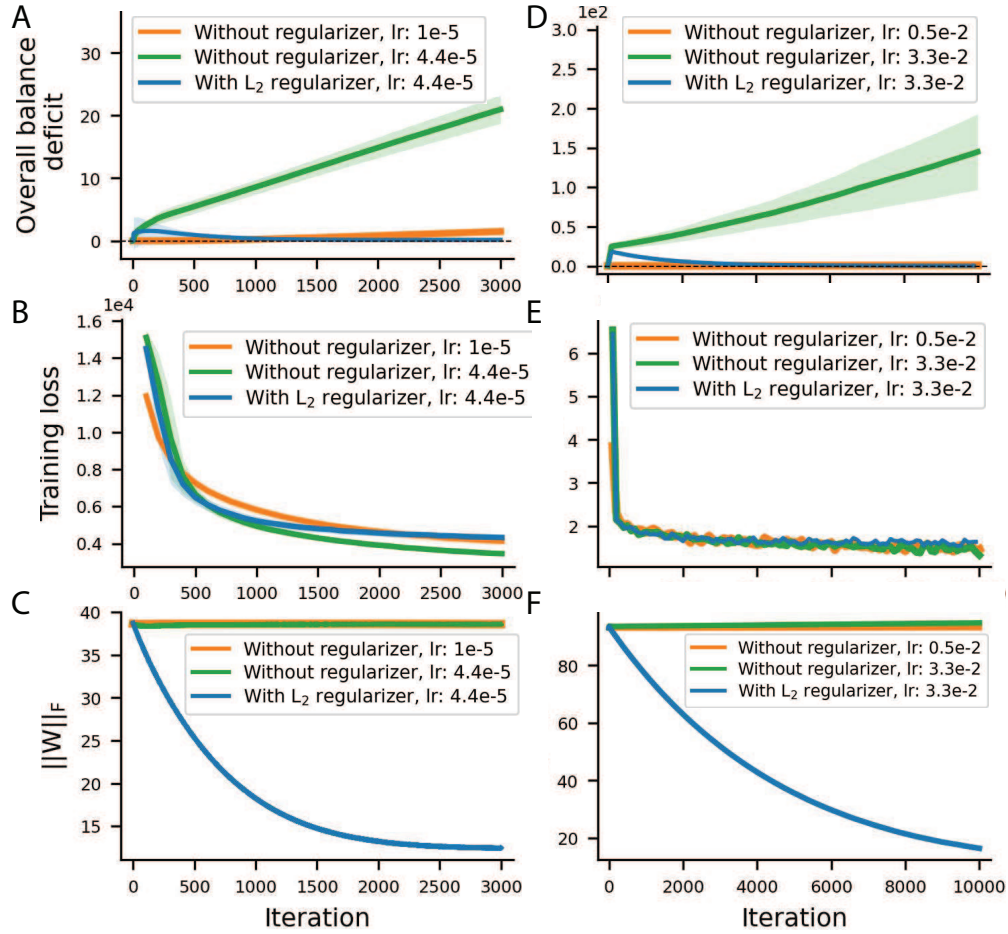 A
Overall balance
deficit
30
20
10
0
Without regularizer, lr: 1e-5
Without regularizer, lr: 4.4e-5
With L₂ regularizer, lr: 4.4e-5
0 500 1000 1500 2000 2500 3000
D
1e2
3.0
2.5
2.0
1.5
1.0
0.5
0.0
Without regularizer, lr: 0.5e-2
Without regularizer, lr: 3.3e-2
With L₂ regularizer, lr: 3.3e-2
B
1e4
Training loss
1.6
1.4
1.2
1.0
0.8
0.6
0.4
Without regularizer, lr: 1e-5
Without regularizer, lr: 4.4e-5
With L₂ regularizer, lr: 4.4e-5
0 500 1000 1500 2000 2500 3000
E
6
5
4
3
2
Without regularizer, lr: 0.5e-2
Without regularizer, lr: 3.3e-2
With L₂ regularizer, lr: 3.3e-2
0 2000 4000 6000 8000 10000
C
||W||F
40
35
30
25
20
15
Without regularizer, lr: 1e-5
Without regularizer, lr: 4.4e-5
With L₂ regularizer, lr: 4.4e-5
0 500 1000 1500 2000 2500 3000
Iteration
F
80
60
40
20
Without regularizer, lr: 0.5e-2
Without regularizer, lr: 3.3e-2
With L₂ regularizer, lr: 3.3e-2
0 2000 4000 6000 8000 10000
Iteration